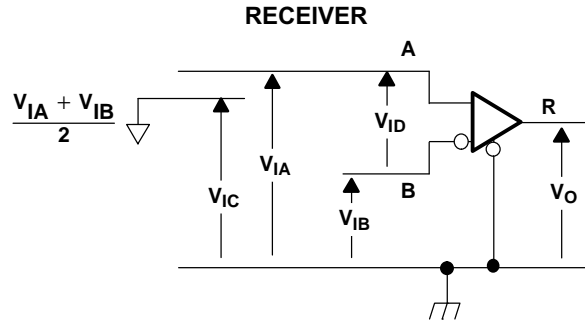 RECEIVER
A
V_IA + V_IB
2
V_ID
R
V_IA
V_IC
B
V_IB
V_O